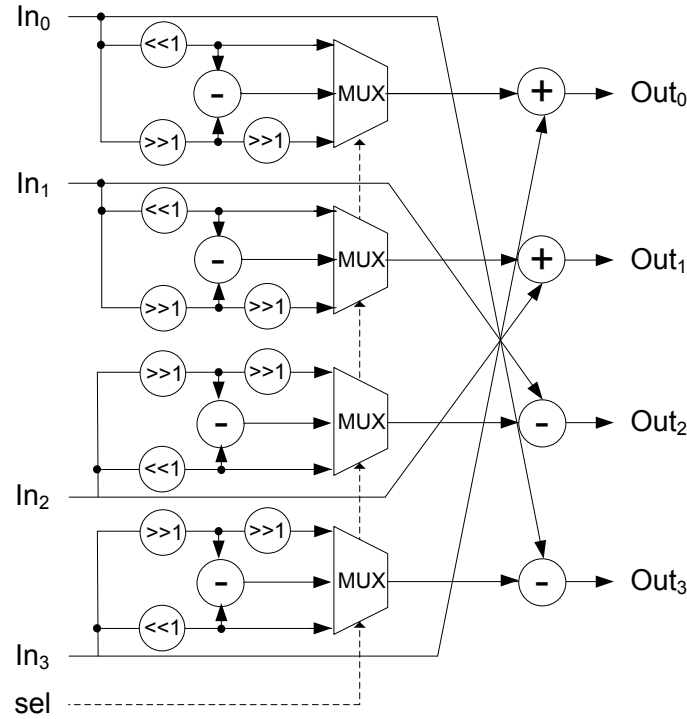 In₀
<<1
-
MUX
+
Out₀
>>1
>>1
In₁
<<1
-
MUX
+
Out₁
>>1
>>1
>>1
>>1
-
MUX
-
Out₂
<<1
In₂
>>1
>>1
-
MUX
-
Out₃
<<1
In₃
sel